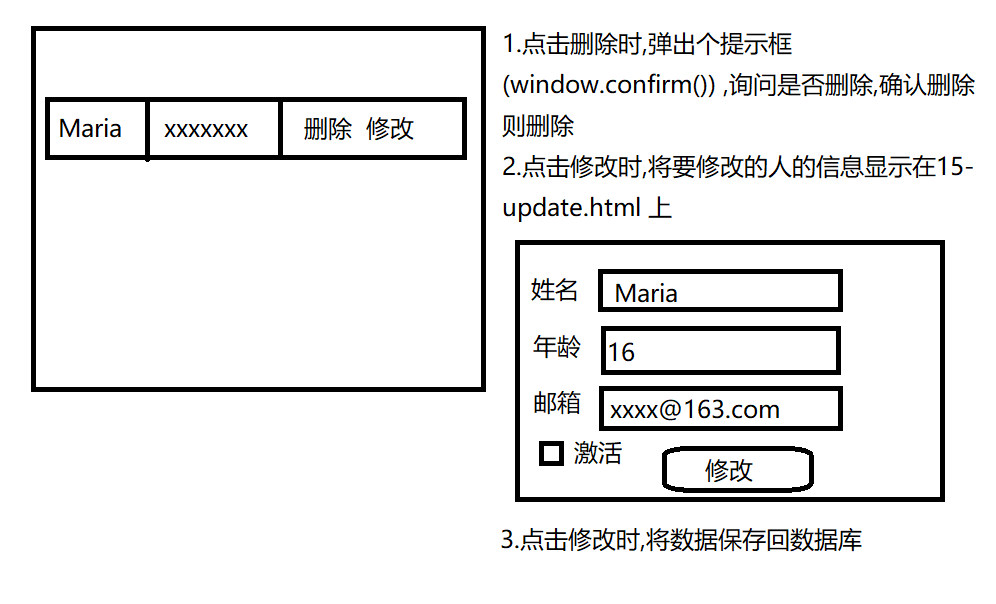 Maria xxxxxxx 删除 修改
1.点击删除时,弹出个提示框
(window.confirm()) ,询问是否删除,确认删除
则删除
2.点击修改时,将要修改的人的信息显示在15-
update.html 上
姓名 Maria
年龄 16
邮箱 xxxx@163.com
激活 修改
3.点击修改时,将数据保存回数据库